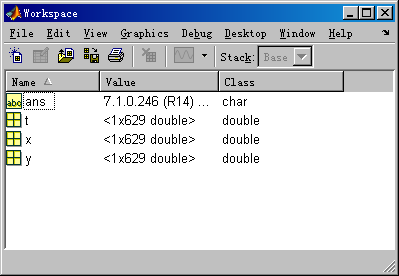 Workspace
File Edit View Graphics Debug Desktop Window Help
Stack: Base
Name Value Class
abc ans 7.1.0.246 (R14) ... char
t <1x629 double> double
x <1x629 double> double
y <1x629 double> double